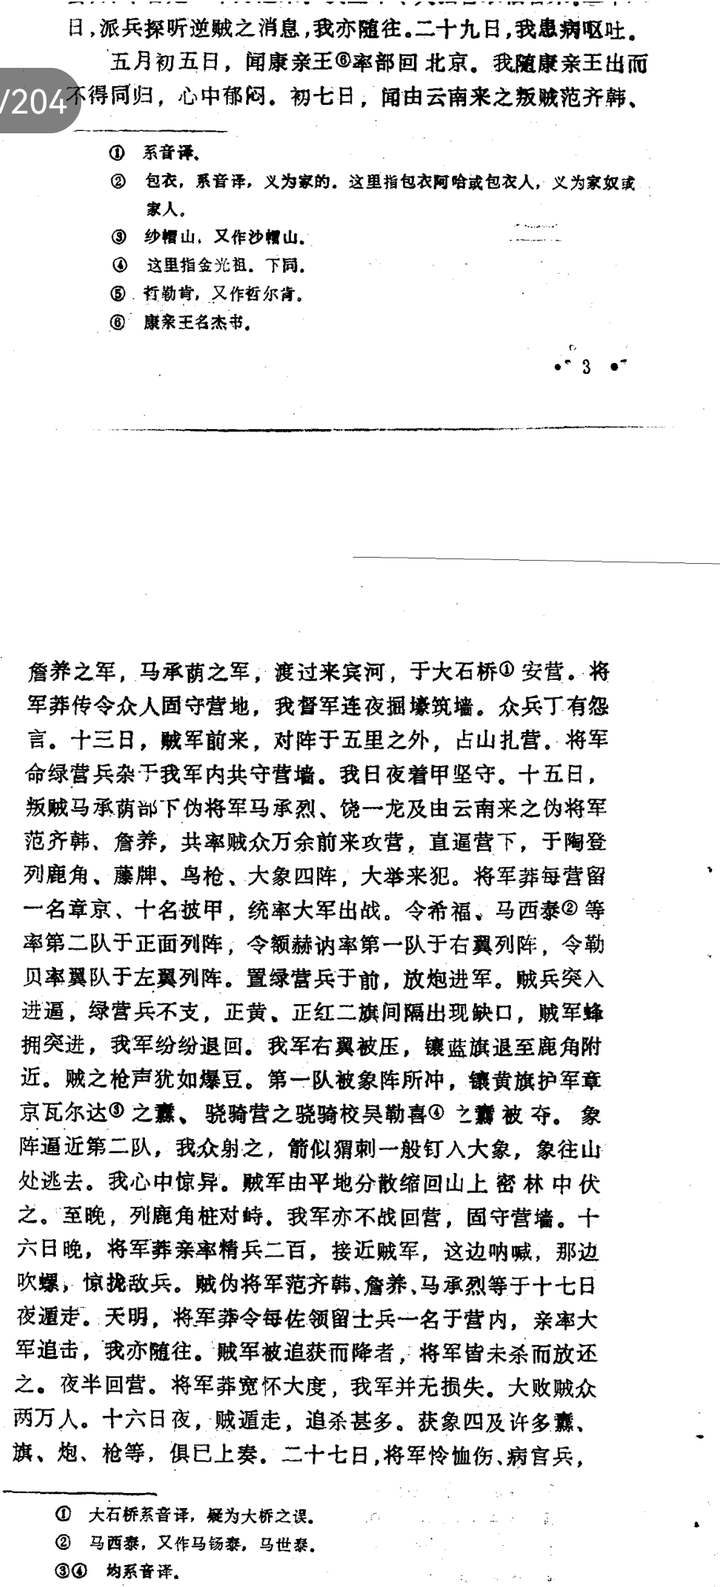 日,派兵探听逆贼之消息,我亦随往。二十九日,我患病呕吐。
五月初五日，闻康亲王⑥率部回北京。我随康亲王出而
/204
不得同归，心中郁闷。初七日，闻由云南来之叛贼范齐韩、
① 系音译。
② 包衣，系音译，义为家的。这里指包衣阿哈或包衣人，义为家奴或
家人。
③ 纱帽山，又作沙帽山。
④ 这里指金光祖。下同。
⑤ 哲勒肯，又作哲尔肯。
⑥ 康亲王名杰书。
• 3 •
詹养之军，马承荫之军，渡过来宾河，于大石桥①安营。将
军莽传令众人固守营地，我督军连夜掘壕筑墙。众兵丁有怨
言。十三日，贼军前来，对阵于五里之外，占山扎营。将军
命绿营兵杂于我军内共守营墙。我日夜着甲坚守。十五日，
叛贼马承荫部下伪将军马承烈、饶一龙及由云南来之伪将军
范齐韩、詹养，共率贼众万余前来攻营，直逼营下，于陶登
列鹿角、藤牌、鸟枪、大象四阵，大举来犯。将军莽每营留
一名章京、十名披甲，统率大军出战。令希福、马西泰②等
率第二队于正面列阵，令额赫讷率第一队于右翼列阵，令勒
贝率翼队于左翼列阵。置绿营兵于前，放炮进军。贼兵突入
进逼，绿营兵不支，正黄、正红二旗间隔出现缺口，贼军蜂
拥突进，我军纷纷退回。我军右翼被压，镶蓝旗退至鹿角附
近。贼之枪声犹如爆豆。第一队被象阵所冲，镶黄旗护军章
京瓦尔达③之纛、骁骑营之骁骑校吴勒喜④之纛被夺。象
阵逼近第二队，我众射之，箭似猬刺一般钉入大象，象往山
处逃去。我心中惊异。贼军由平地分散缩回山上密林中伏
之。至晚，列鹿角桩对峙。我军亦不战回营，固守营墙。十
六日晚，将军莽亲率精兵二百，接近贼军，这边呐喊，那边
吹螺，惊扰敌兵。贼伪将军范齐韩、詹养、马承烈等于十七日
夜遁走。天明，将军莽令每佐领留士兵一名于营内，亲率大
军追击，我亦随往。贼军被追获而降者，将军皆未杀而放还
之。夜半回营。将军莽宽怀大度，我军并无损失。大败贼众
两万人。十六日夜，贼遁走，追杀甚多。获象四及许多纛、
旗、炮、枪等，俱已上奏。二十七日,将军怜恤伤、病官兵，
① 大石桥系音译，疑为大桥之误。
② 马西泰，又作马钖泰，马世泰。
③④ 均系音译。